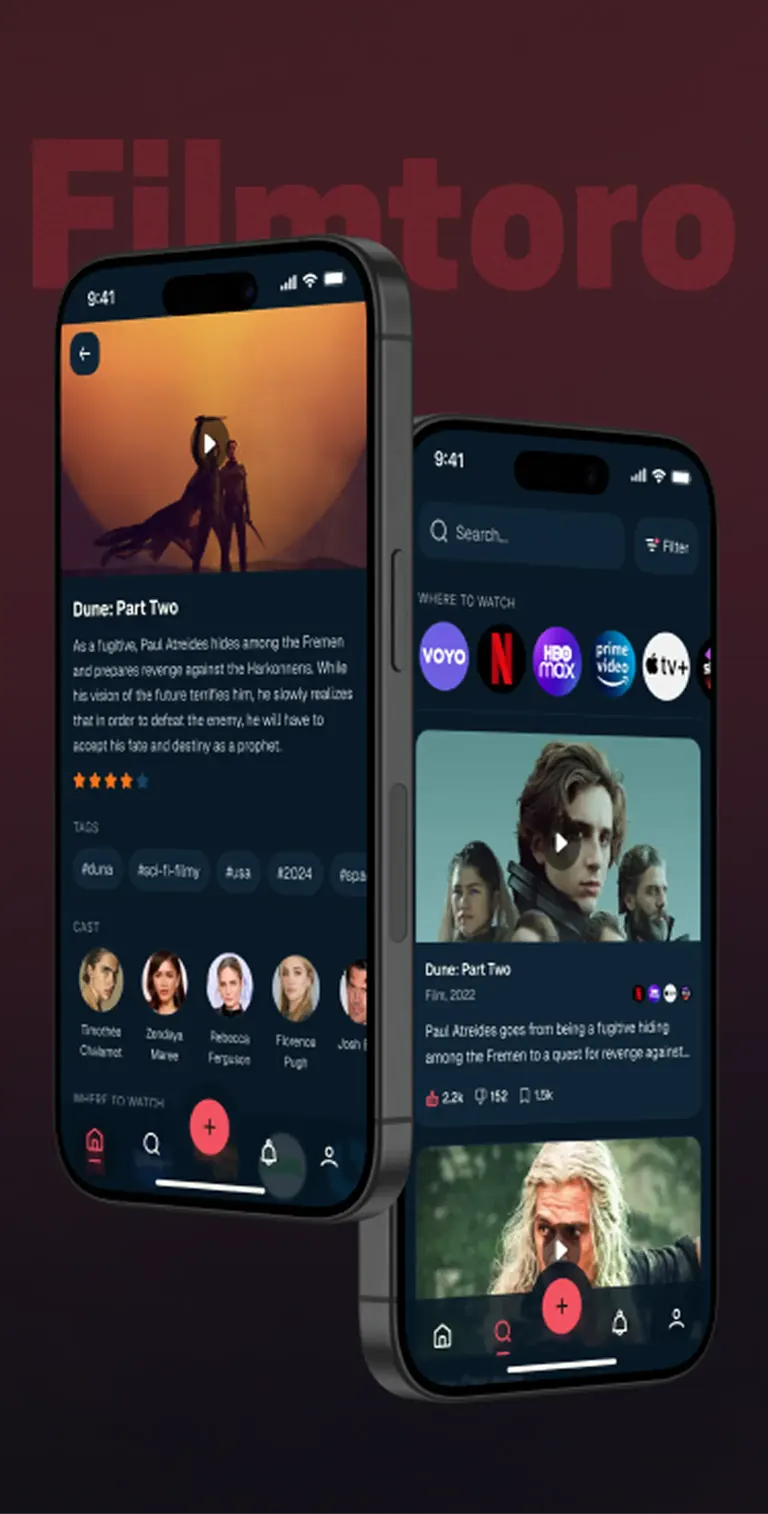 Filmtoro
9:41
Dune: Part Two
As a fugitive, Paul Atreides hides among the Fremen
and prepares revenge against the Harkonnens. While
his vision of the future terrifies him, he slowly realizes
that in order to defeat the enemy, he will have to
accept his fate and destiny as a prophet.
TAGS
#duna #sci-fi-filmy #usa #2024 #spa
CAST
Timothée Zendaya Rebecca Florence Josh
Chalamet Maree Ferguson Pugh
WHERE TO WATCH
9:41
Search...
Filter
WHERE TO WATCH
VOYO N HBO max prime video tv+
Dune: Part Two
Film, 2022
Paul Atreides goes from being a fugitive hiding
among the Fremen to a quest for revenge against...
2.2k 152 1.5k